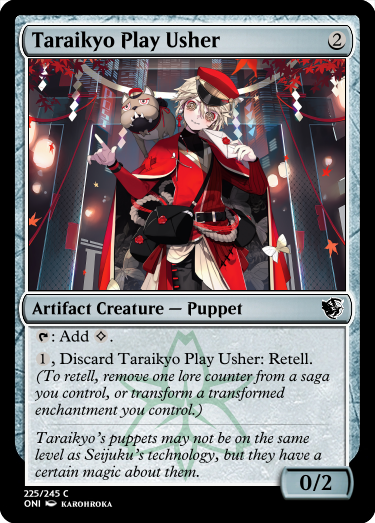 Taraikyo Play Usher 2
Artifact Creature — Puppet
: Add .
1, Discard Taraikyo Play Usher: Retell.
(To retell, remove one lore counter from a saga
you control, or transform a transformed
enchantment you control.)
Taraikyo’s puppets may not be on the same
level as Seijuku’s technology, but they have a
certain magic about them.
0/2
225/245 C
ONI KAROHROKA